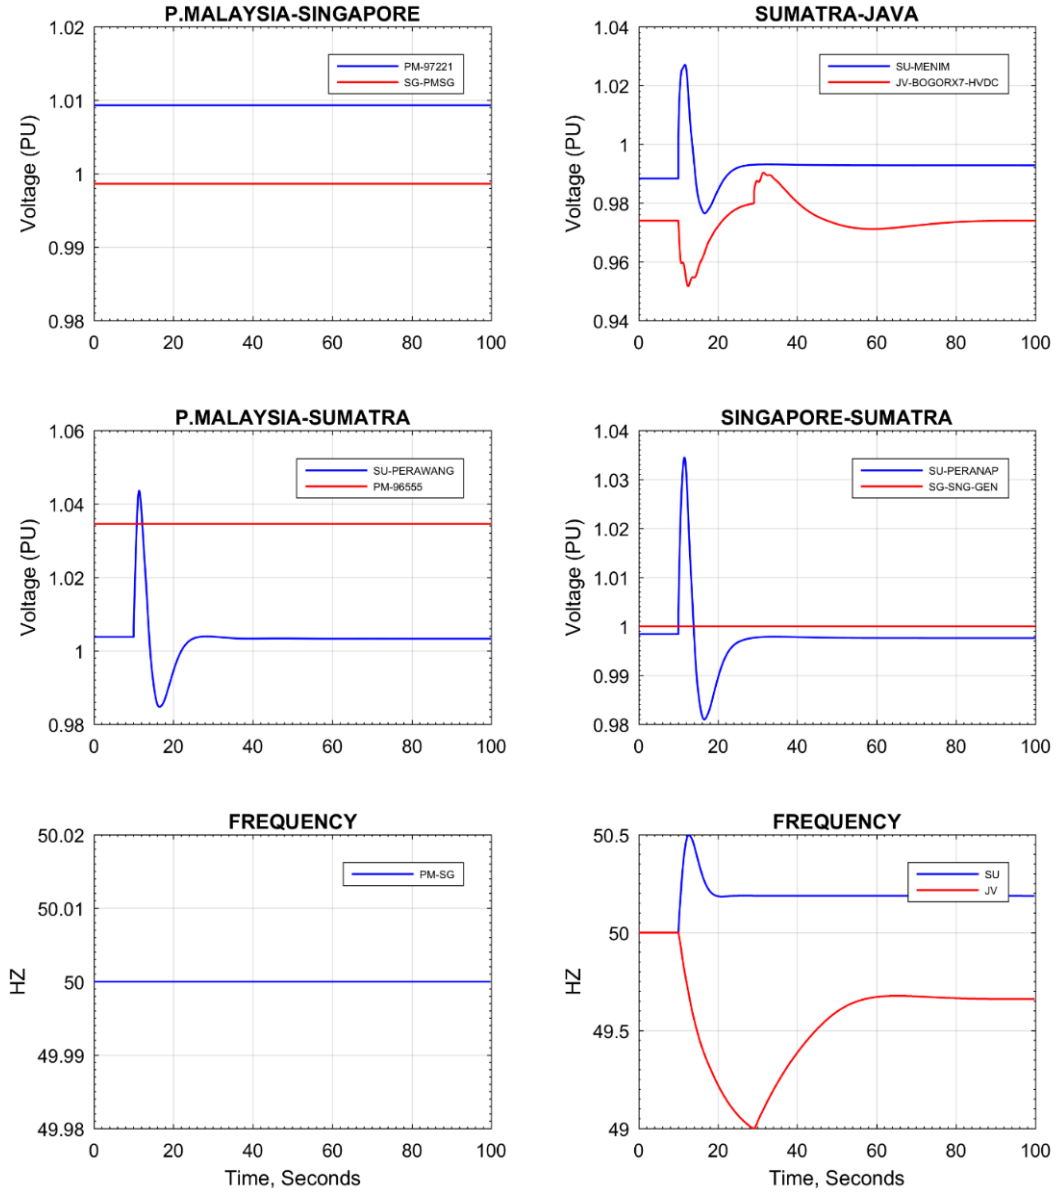 P.MALAYSIA-SINGAPORE
1.02
1.01
1
0.99
0.98
Voltage (PU)
PM-97221
SG-PMSG
0 20 40 60 80 100
SUMATRA-JAVA
1.04
1.02
1
0.98
0.96
0.94
Voltage (PU)
SU-MENIM
JV-BOGORX7-HVDC
0 20 40 60 80 100
P.MALAYSIA-SUMATRA
1.06
1.04
1.02
1
0.98
Voltage (PU)
SU-PERAWANG
PM-96555
0 20 40 60 80 100
SINGAPORE-SUMATRA
1.04
1.03
1.02
1.01
1
0.99
0.98
Voltage (PU)
SU-PERANAP
SG-SNG-GEN
0 20 40 60 80 100
FREQUENCY
50.02
50.01
50
49.99
49.98
HZ
PM-SG
0 20 40 60 80 100
Time, Seconds
FREQUENCY
50.5
50
49.5
49
HZ
SU
JV
0 20 40 60 80 100
Time, Seconds